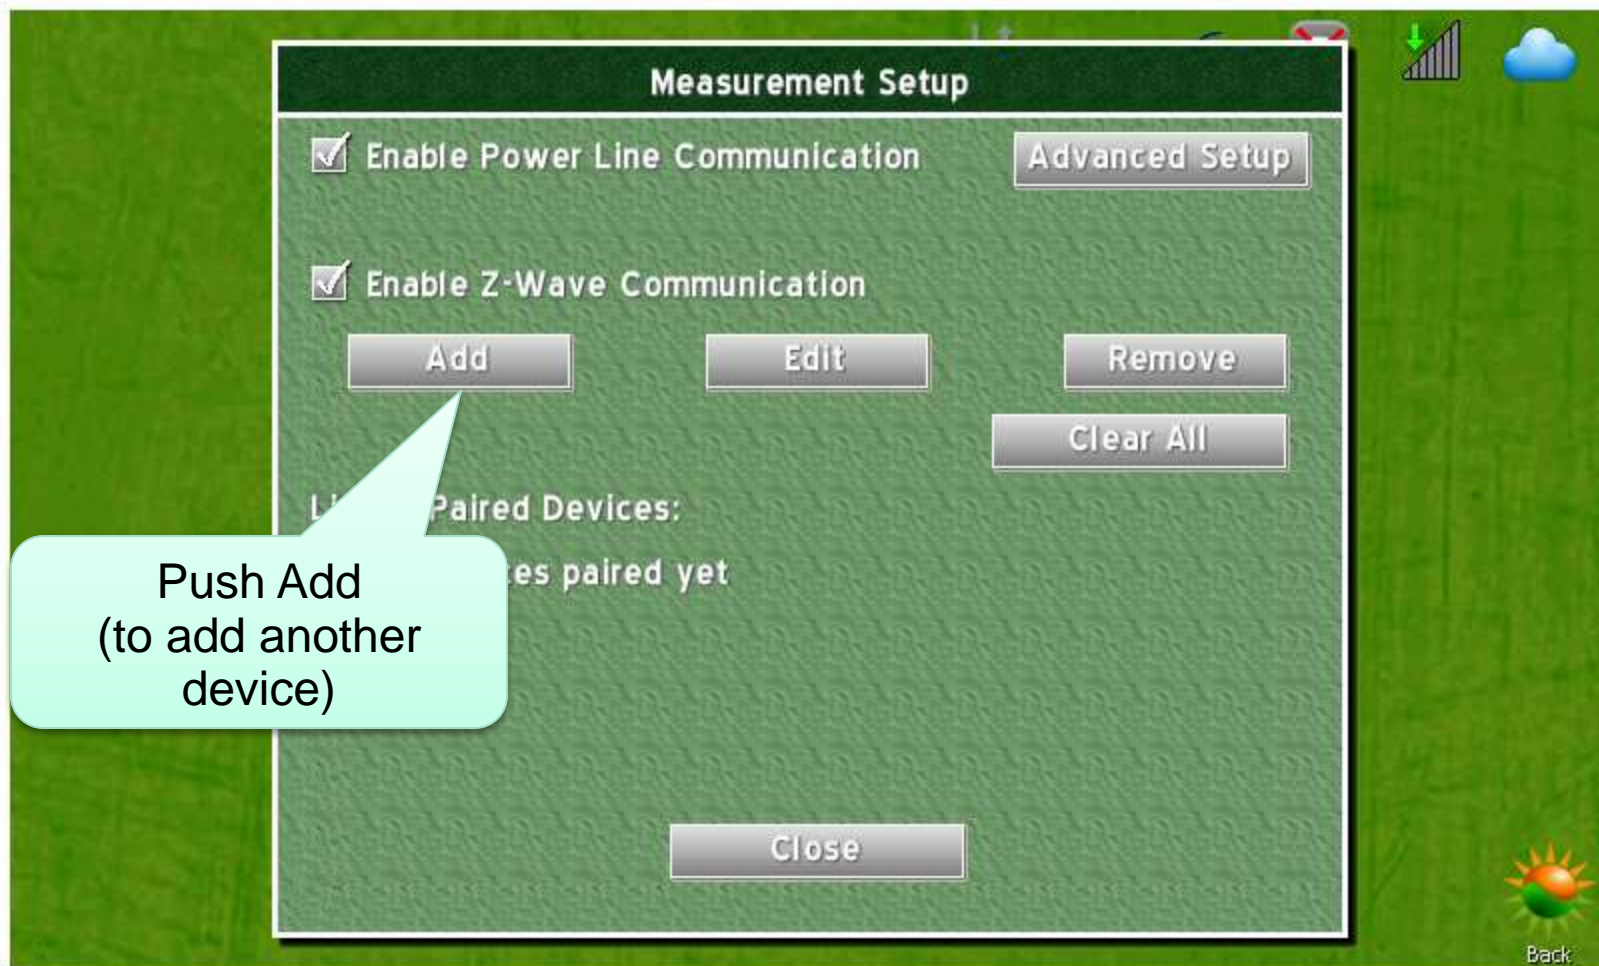 Measurement Setup
Enable Power Line Communication
Advanced Setup
Enable Z-Wave Communication
Add
Edit
Remove
Clear All
Paired Devices:
paired yet
Push Add
(to add another
device)
Close
Back